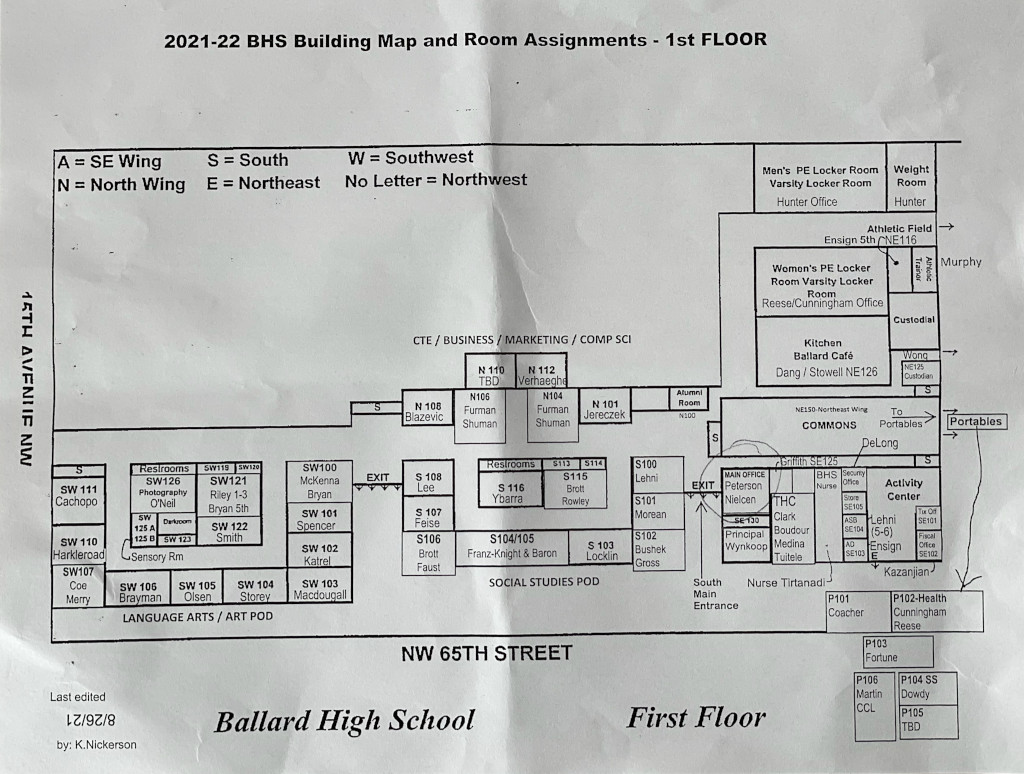 2021-22 BHS Building Map and Room Assignments - 1st FLOOR
A = SE Wing S = South W = Southwest
N = North Wing E = Northeast No Letter = Northwest
Men's PE Locker Room
Varsity Locker Room
Hunter Office
Weight
Room
Hunter
Athletic Field
Ensign 5th NE116
Women's PE Locker
Room Varsity Locker
Room
Reese/Cunningham Office
Athletic
Trainor
Murphy
Custodial
Kitchen
Ballard Café
Dang / Stowell NE126
Wong
NE125
Custodian
S
15TH AVENUE NW
CTE / BUSINESS / MARKETING / COMP SCI
N 110
TBD
N 112
Verhaeghe
S
N 108
Blazevic
N106
Furman
Shuman
N104
Furman
Shuman
N 101
Jereczek
Alumni
Room
N100
S
NE150-Northeast Wing
COMMONS
To
Portables
Portables
DeLong
S
S
SW 111
Cachopo
SW 110
Harkleroad
SW107
Coe
Merry
Restrooms
SW119
SW120
SW126
Photography
O'Neil
SW121
Riley 1-3
Bryan 5th
SW
125 A
125 B
Darkroom
SW 123
SW 122
Smith
Sensory Rm
SW 106
Brayman
SW 105
Olsen
SW 104
Storey
SW 103
Macdougall
SW100
McKenna
Bryan
SW 101
Spencer
SW 102
Katrel
LANGUAGE ARTS / ART POD
EXIT
S 108
Lee
S 107
Feise
S106
Brott
Faust
Restrooms
S113
S114
S 116
Ybarra
S115
Brott
Rowley
S104/105
Franz-Knight & Baron
S 103
Locklin
S100
Lehni
S101
Morean
S102
Bushek
Gross
SOCIAL STUDIES POD
EXIT
South
Main
Entrance
Griffith SE125
MAIN OFFICE
Peterson
Nielcen
SE 130
Principal
Wynkoop
THC
Clark
Boudour
Medina
Tuitele
BHS
Nurse
Nurse Tirtanadi
Security
Office
Store
SE105
ASB
SE104
AD
SE103
Activity
Center
Lehni
(5-6)
Ensign
E
Tix Off
SE101
Fiscal
Office
SE102
Kazanjian
P101
Coacher
P102-Health
Cunningham
Reese
P103
Fortune
P106
Martin
CCL
P104 SS
Dowdy
P105
TBD
NW 65TH STREET
Last edited
8/26/21
by: K.Nickerson
Ballard High School First Floor